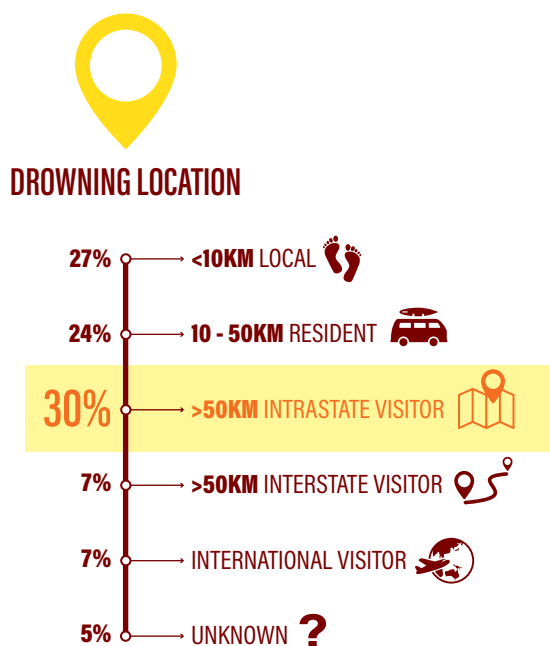 DROWNING LOCATION
27% <10KM LOCAL
24% 10 - 50KM RESIDENT
30% >50KM INTRASTATE VISITOR
7% >50KM INTERSTATE VISITOR
7% INTERNATIONAL VISITOR
5% UNKNOWN ?